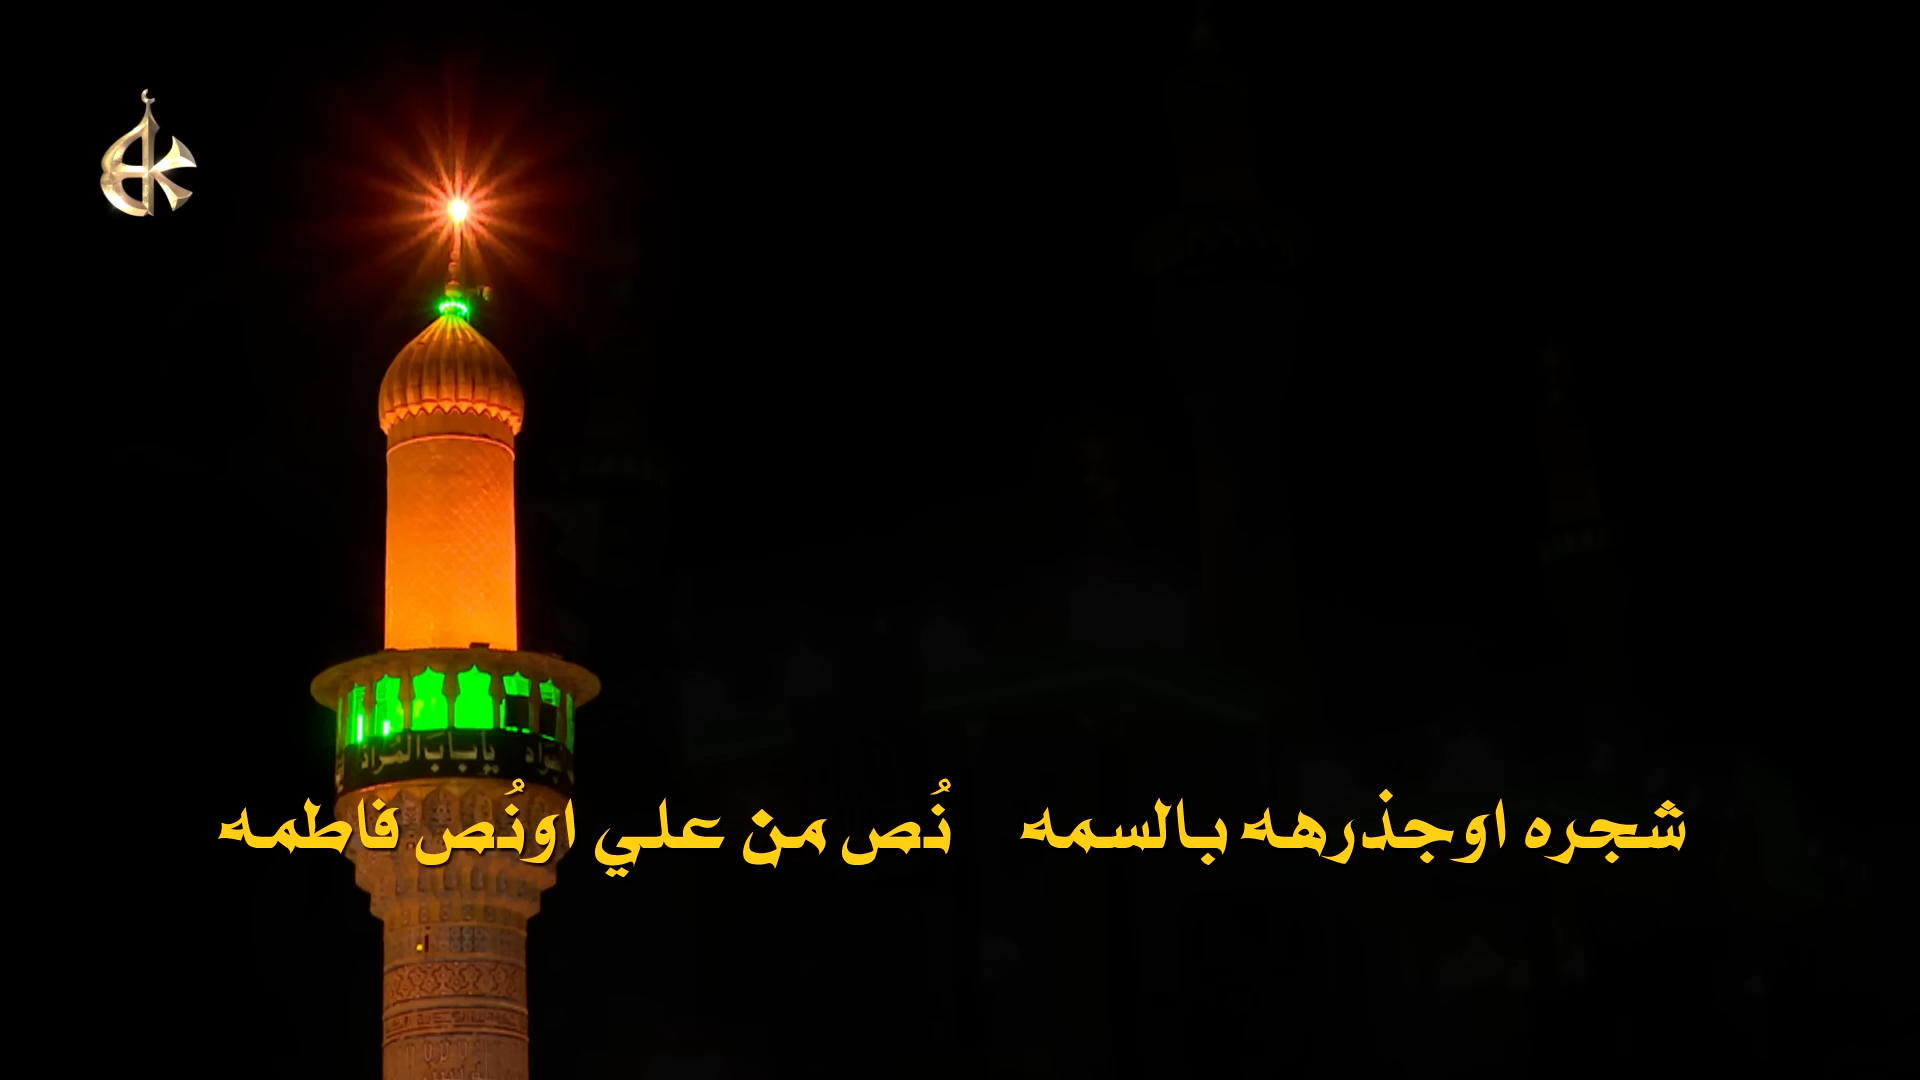 شجره اوجذرهه بالسمه نُص من علي اونُص فاطمه
يا باب المراد